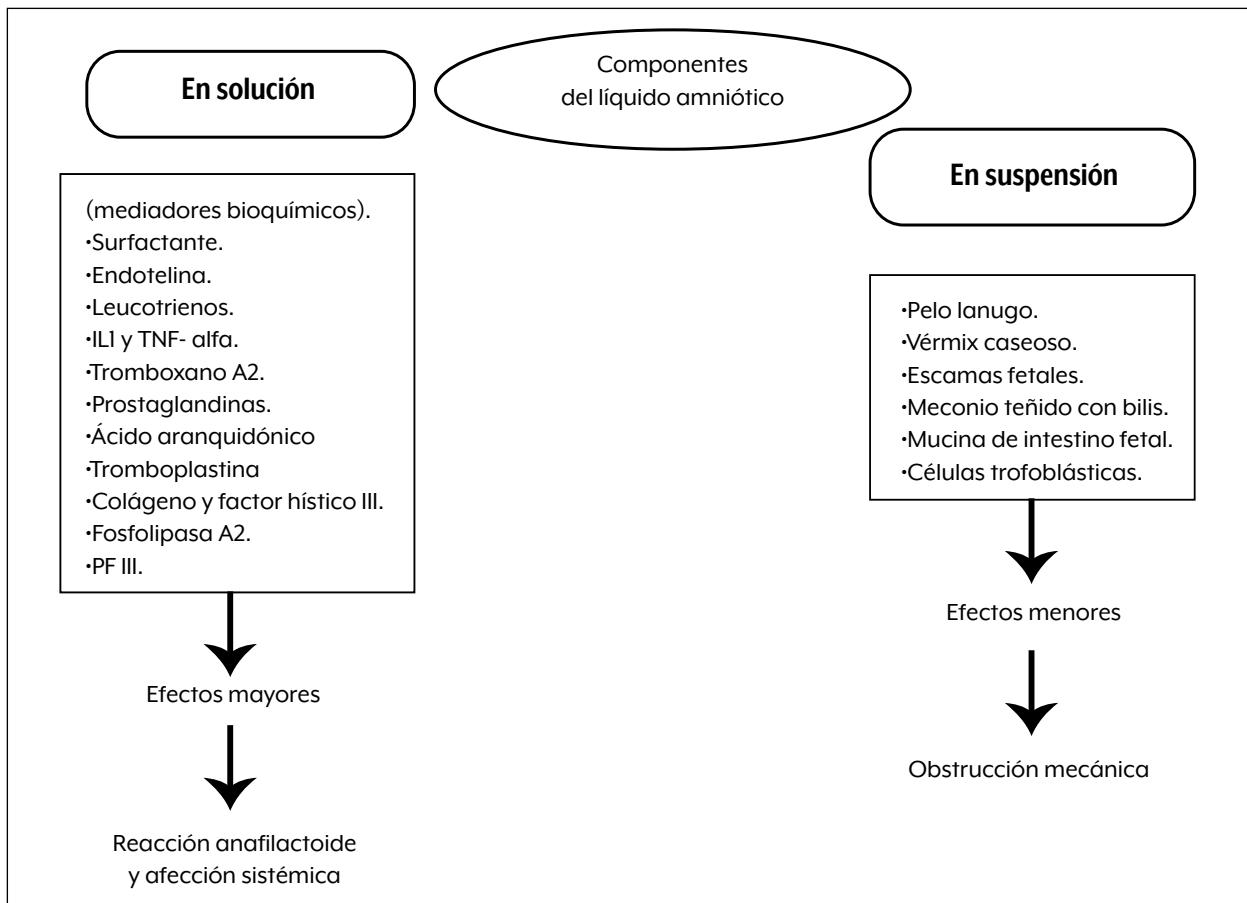 Componentes
del líquido amniótico
En solución
(mediadores bioquímicos).
·Surfactante.
·Endotelina.
·Leucotrienos.
·IL1 y TNF- alfa.
·Tromboxano A2.
·Prostaglandinas.
·Ácido aranquidónico
·Tromboplastina
·Colágeno y factor hístico III.
·Fosfolipasa A2.
·PF III.
Efectos mayores
Reacción anafilactoide
y afección sistémica
En suspensión
·Pelo lanugo.
·Vérmix caseoso.
·Escamas fetales.
·Meconio teñido con bilis.
·Mucina de intestino fetal.
·Células trofoblásticas.
Efectos menores
Obstrucción mecánica